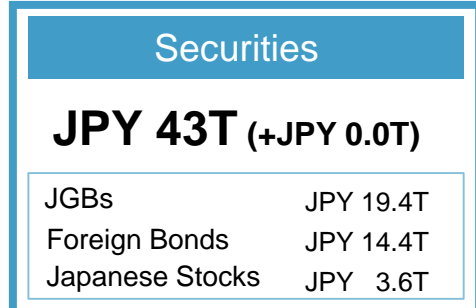 Securities
JPY 43T (+JPY 0.0T)
JGBs JPY 19.4T
Foreign Bonds JPY 14.4T
Japanese Stocks JPY 3.6T